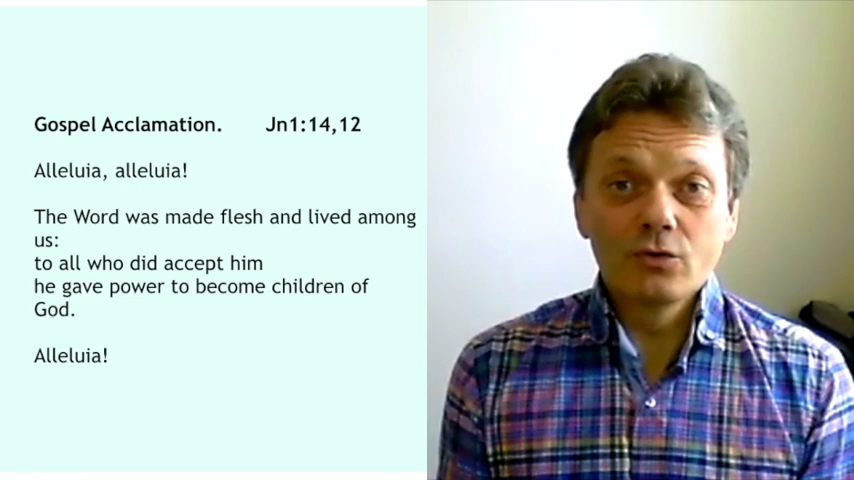 Gospel Acclamation. Jn1:14,12
Alleluia, alleluia!
The Word was made flesh and lived among
us:
to all who did accept him
he gave power to become children of
God.
Alleluia!